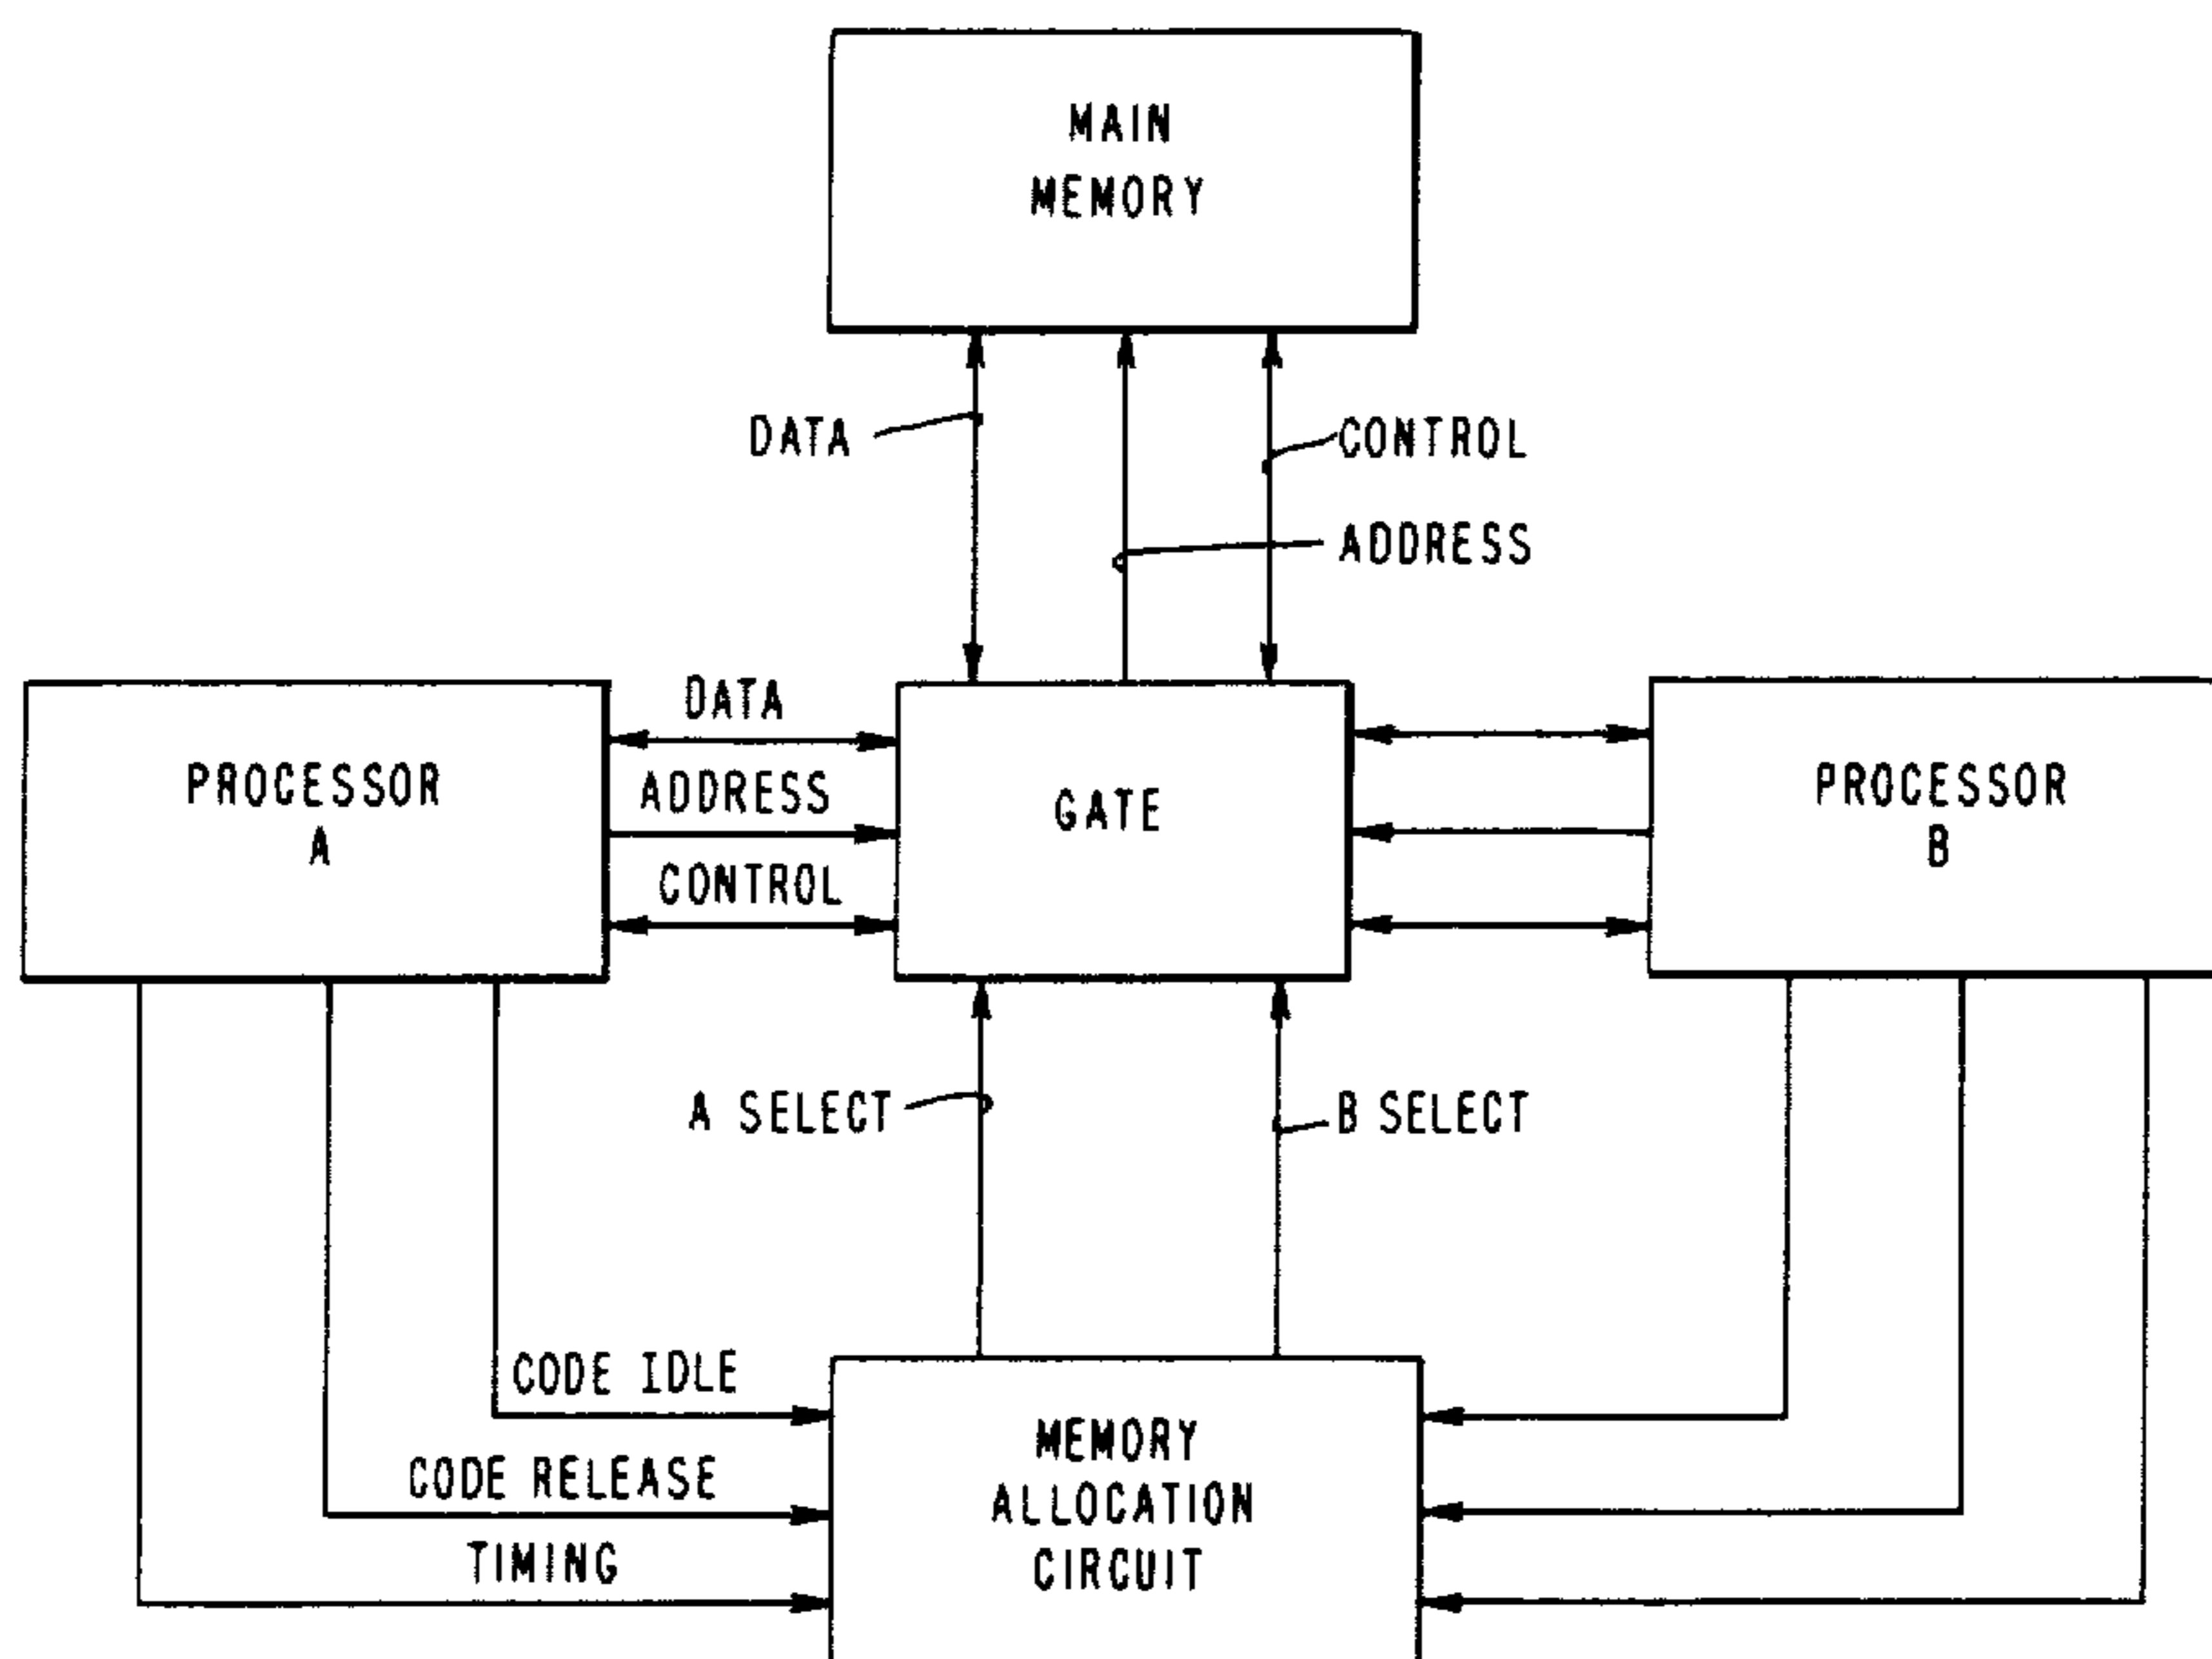 MAIN
MEMORY
DATA
CONTROL
ADDRESS
PROCESSOR
A
DATA
ADDRESS
CONTROL
GATE
PROCESSOR
B
A SELECT
B SELECT
CODE IDLE
CODE RELEASE
TIMING
MEMORY
ALLOCATION
CIRCUIT